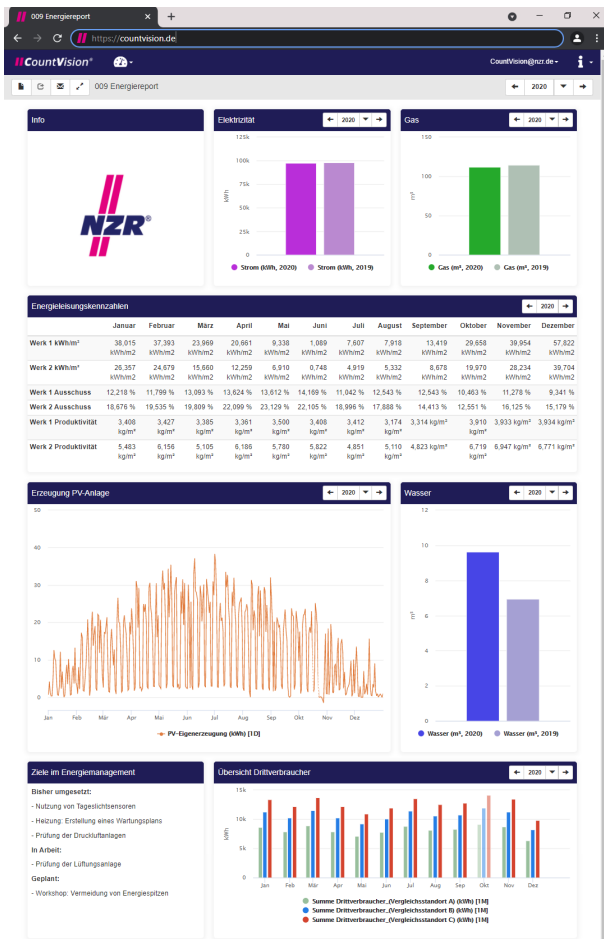 009 Energiereport
https://countvision.de
CountVision®
CountVision@nzr.de
009 Energiereport
2020
Info
NZR®
Elektrizität
2020
125k
100k
75k
50k
25k
0
kWh
Strom (kWh, 2020) Strom (kWh, 2019)
Gas
2020
150
100
50
0
m³
Gas (m³, 2020) Gas (m³, 2019)
Energieleisungskennzahlen
2020
Januar Februar März April Mai Juni Juli August September Oktober November Dezember
Werk 1 kWh/m² 38,015 37,393 23,969 20,661 9,338 1,089 7,607 7,918 13,419 29,658 39,954 57,822
kWh/m2 kWh/m2 kWh/m2 kWh/m2 kWh/m2 kWh/m2 kWh/m2 kWh/m2 kWh/m2 kWh/m2 kWh/m2 kWh/m2
Werk 2 kWh/m² 26,357 24,679 15,660 12,259 6,910 0,748 4,919 5,332 8,678 19,970 28,234 39,704
kWh/m2 kWh/m2 kWh/m2 kWh/m2 kWh/m2 kWh/m2 kWh/m2 kWh/m2 kWh/m2 kWh/m2 kWh/m2 kWh/m2
Werk 1 Ausschuss 12,218 % 11,799 % 13,093 % 13,624 % 13,612 % 14,169 % 11,042 % 12,543 % 12,543 % 10,463 % 11,278 % 9,341 %
Werk 2 Ausschuss 18,676 % 19,535 % 19,809 % 22,099 % 23,129 % 22,105 % 18,996 % 17,888 % 14,413 % 12,551 % 16,125 % 15,179 %
Werk 1 Produktivität 3,408 3,427 3,385 3,361 3,500 3,408 3,412 3,174 3,314 kg/m² 3,910 3,933 kg/m² 3,934 kg/m²
kg/m² kg/m² kg/m² kg/m² kg/m² kg/m² kg/m² kg/m² kg/m²
Werk 2 Produktivität 5,483 6,156 5,105 6,186 5,780 5,822 4,851 5,110 4,823 kg/m² 6,719 6,947 kg/m² 6,771 kg/m²
kg/m² kg/m² kg/m² kg/m² kg/m² kg/m² kg/m² kg/m² kg/m²
Erzeugung PV-Anlage
2020
50
40
30
20
10
0
Jan Feb Mär Apr Mai Jun Jul Aug Sep Okt Nov Dez
PV-Eigenerzeugung (kWh) [1D]
Wasser
2020
12
10
8
6
4
2
0
m³
Wasser (m³, 2020) Wasser (m³, 2019)
Ziele im Energiemanagement
Bisher umgesetzt:
- Nutzung von Tageslichtsensoren
- Heizung: Erstellung eines Wartungsplans
- Prüfung der Druckluftanlagen
In Arbeit:
- Prüfung der Lüftungsanlage
Geplant:
- Workshop: Vermeidung von Energiespitzen
Übersicht Drittverbraucher
2020
15k
10k
5k
0
kWh
Jan Feb Mär Apr Mai Jun Jul Aug Sep Okt Nov Dez
Summe Drittverbraucher_(Vergleichsstandort A) (kWh) [1M]
Summe Drittverbraucher_(Vergleichsstandort B) (kWh) [1M]
Summe Drittverbraucher_(Vergleichsstandort C) (kWh) [1M]